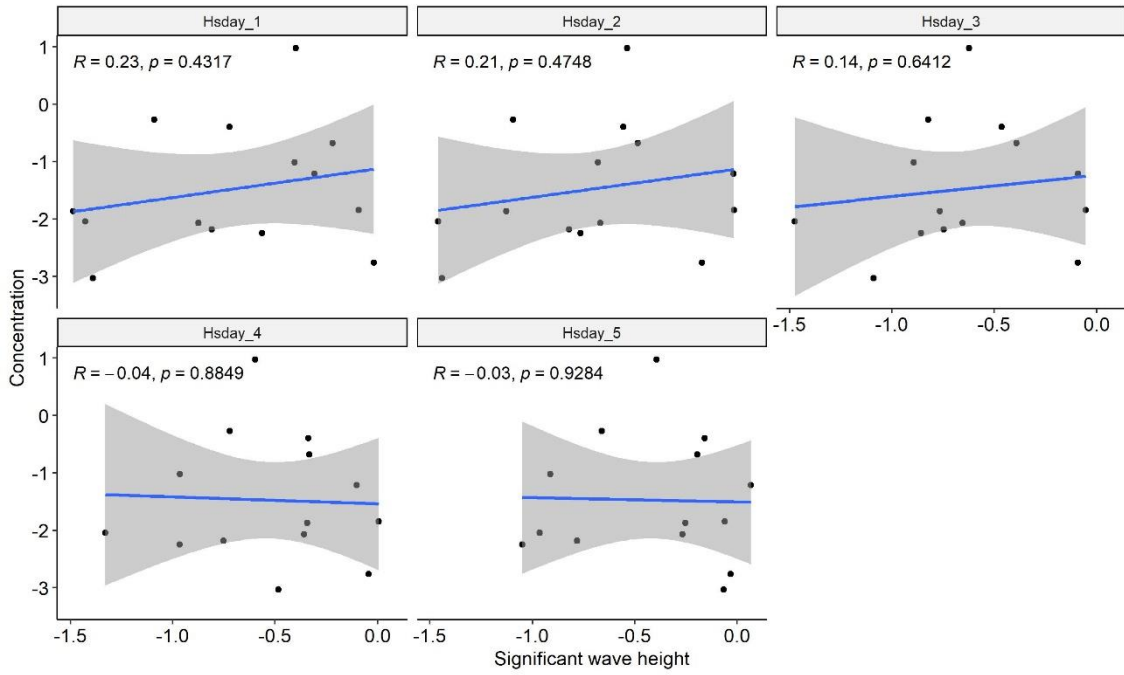 Hsday_1
Hsday_2
Hsday_3
R = 0.23, p = 0.4317
R = 0.21, p = 0.4748
R = 0.14, p = 0.6412
1
0
-1
-2
-3
-1.5 -1.0 -0.5 0.0
Hsday_4
Hsday_5
R = −0.04, p = 0.8849
R = −0.03, p = 0.9284
1
0
-1
-2
-3
-1.5 -1.0 -0.5 0.0
-1.5 -1.0 -0.5 0.0
Concentration
Significant wave height